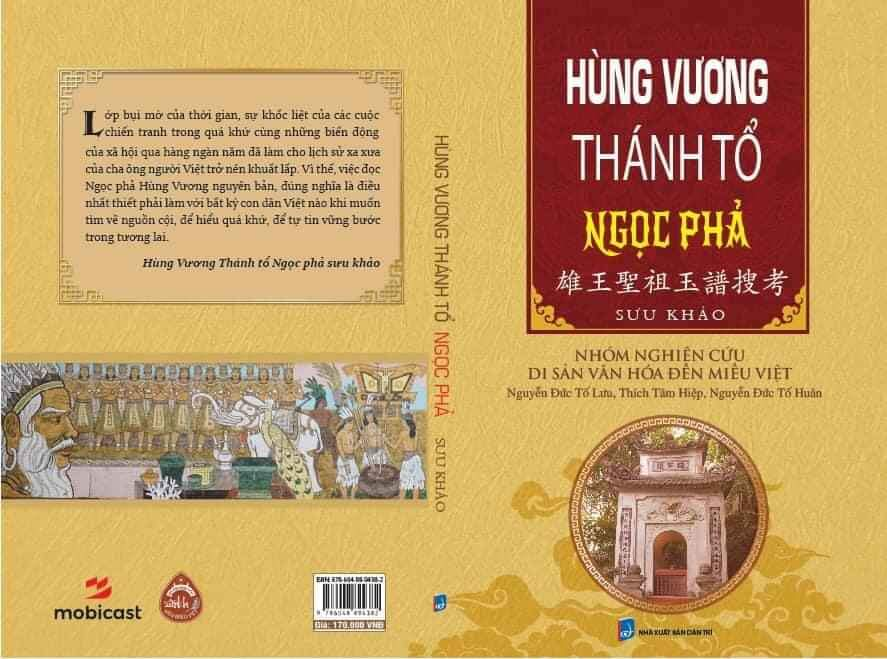 Lớp bụi mờ của thời gian, sự khốc liệt của các cuộc
chiến tranh trong quá khứ cùng những biến động
của xã hội qua hàng ngàn năm đã làm cho lịch sử xa xưa
của cha ông người Việt trở nên khuất lấp. Vì thế, việc đọc
Ngọc phả Hùng Vương nguyên bản, đúng nghĩa là điều
nhất thiết phải làm với bất kỳ con dân Việt nào khi muốn
tìm về nguồn cội, để hiểu quá khứ, để tự tin vững bước
trong tương lai.
Hùng Vương Thánh tổ Ngọc phả sưu khảo
mobicast
Giá: 170.000 VNĐ
HÙNG VƯƠNG THÁNH TỔ NGỌC PHẢ SƯU KHẢO
HÙNG VƯƠNG
THÁNH TỔ
NGỌC PHẢ
雄王聖祖玉譜搜考
SƯU KHẢO
NHÓM NGHIÊN CỨU
DI SẢN VĂN HÓA ĐỀN MIẾU VIỆT
Nguyễn Đức Tố Lưu, Thích Tâm Hiệp, Nguyễn Đức Tố Huân
NHÀ XUẤT BẢN DÂN TRÍ